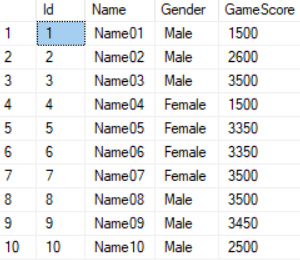 Id Name Gender GameScore
1 1 Name01 Male 1500
2 2 Name02 Male 2600
3 3 Name03 Male 3500
4 4 Name04 Female 1500
5 5 Name05 Female 3350
6 6 Name06 Female 3350
7 7 Name07 Female 3500
8 8 Name08 Male 3500
9 9 Name09 Male 3450
10 10 Name10 Male 2500